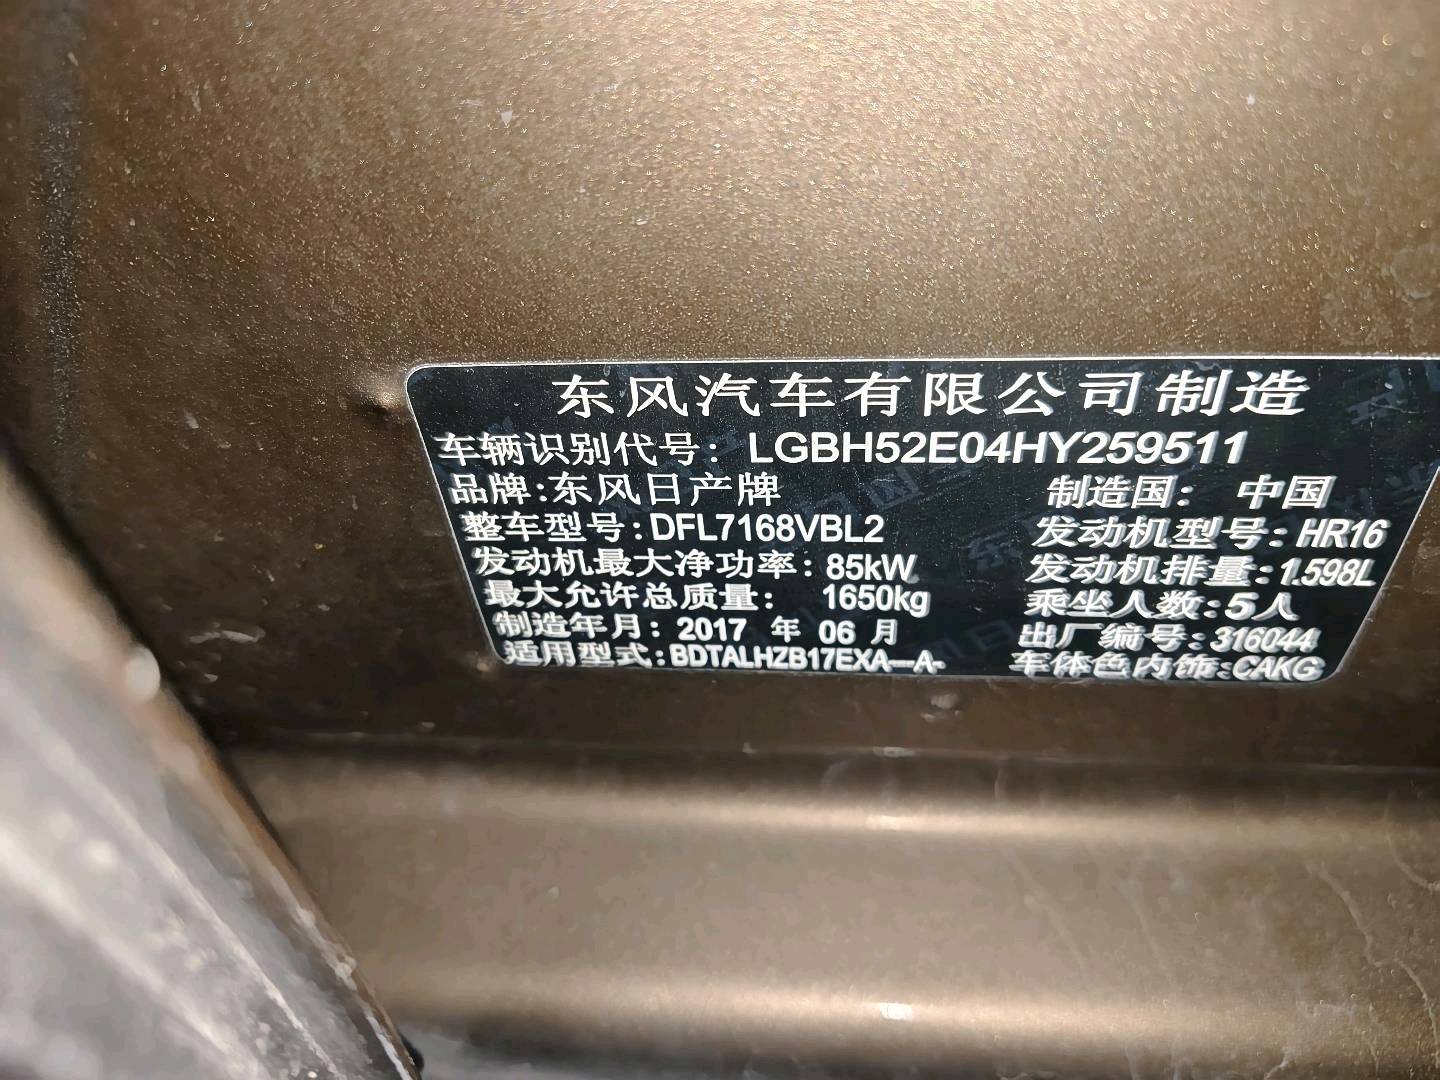 东风汽车有限公司制造
车辆识别代号: LGBH52E04HY259511
品牌:东风日产牌 制造国: 中国
整车型号:DFL7168VBL2 发动机型号:HR16
发动机最大净功率:85kW 发动机排量:1.598L
最大允许总质量: 1650kg 乘坐人数:5人
制造年月: 2017 年 06 月 出厂编号:316044
适用型式:BDTALHZB17EXA—A- 车体色内饰:CAKG